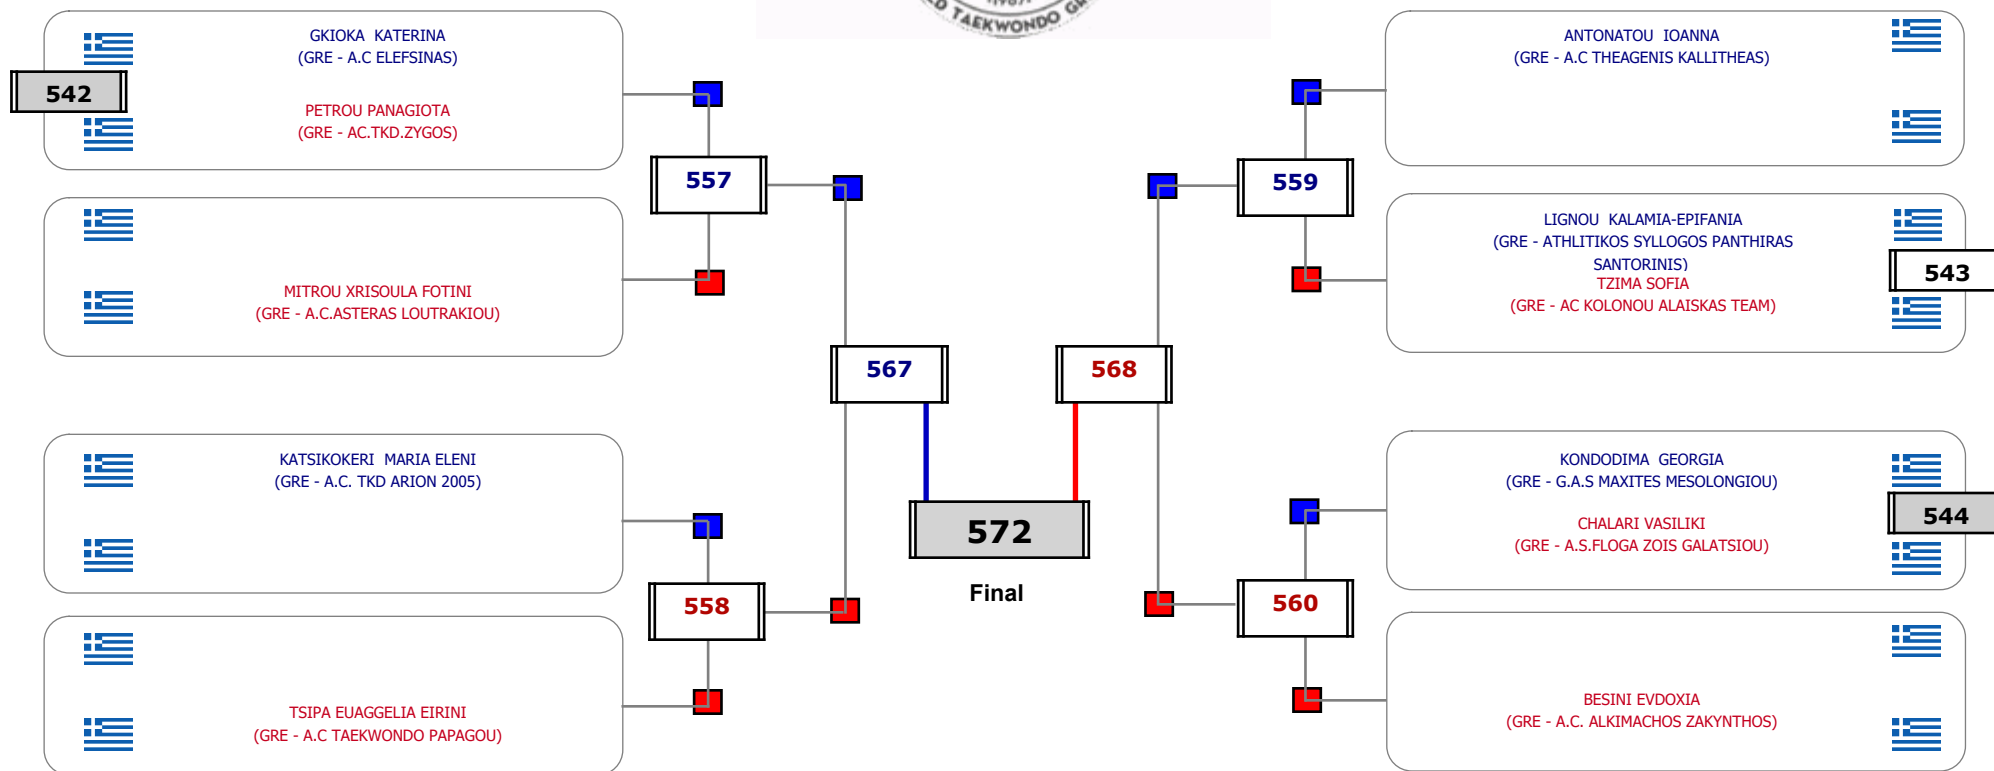 TAEKWONDO
GKIOKA KATERINA
(GRE - A.C ELEFSINAS)
542
PETROU PANAGIOTA
(GRE - AC.TKD.ZYGOS)
557
MITROU XRISOULA FOTINI
(GRE - A.C.ASTERAS LOUTRAKIOU)
567
KATSIKOKERI MARIA ELENI
(GRE - A.C. TKD ARION 2005)
558
TSIPA EUAGGELIA EIRINI
(GRE - A.C TAEKWONDO PAPAGOU)
572
Final
ANTONATOU IOANNA
(GRE - A.C THEAGENIS KALLITHEAS)
559
LIGNOU KALAMIA-EPIFANIA
(GRE - ATHLITIKOS SYLLOGOS PANTHIRAS
SANTORINIS)
543
TZIMA SOFIA
(GRE - AC KOLONOU ALAISKAS TEAM)
568
KONDODIMA GEORGIA
(GRE - G.A.S MAXITES MESOLONGIOU)
544
CHALARI VASILIKI
(GRE - A.S.FLOGA ZOIS GALATSIOU)
560
BESINI EVDOXIA
(GRE - A.C. ALKIMACHOS ZAKYNTHOS)